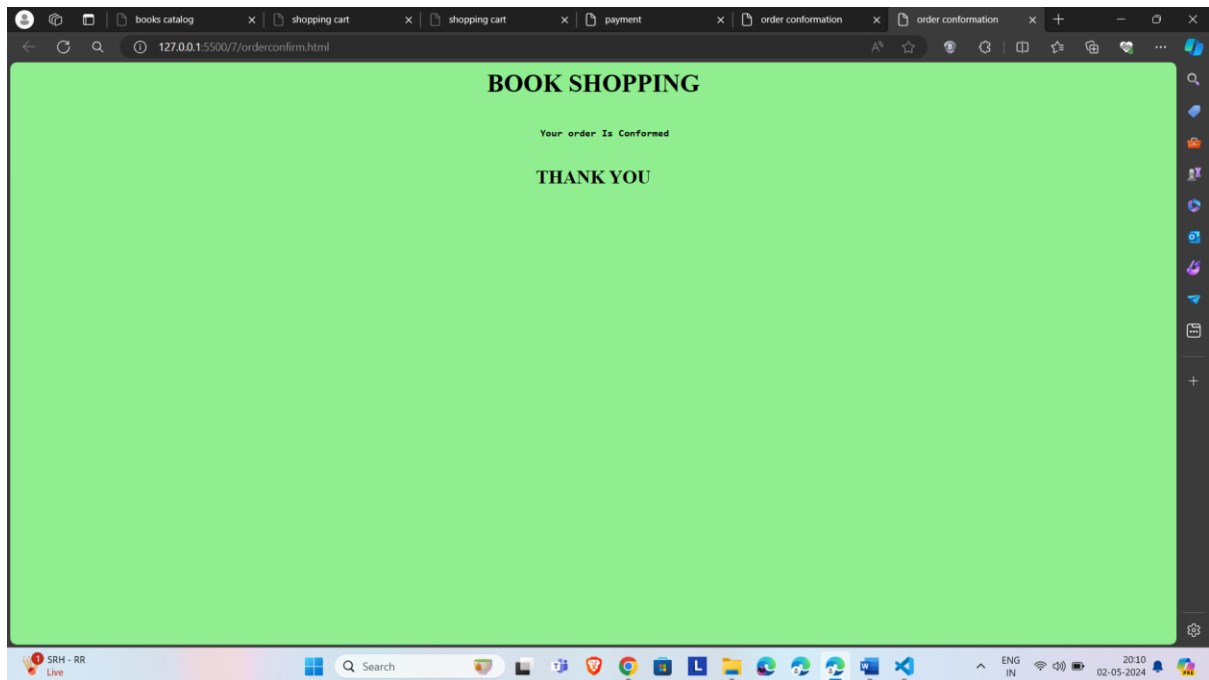 books catalog
shopping cart
shopping cart
payment
order conformation
order conformation
127.0.0.1:5500/7/orderconfirm.html
BOOK SHOPPING
Your order Is Conformed
THANK YOU
1
SRH - RR
Live
Search
L
ENG
IN
20:10
02-05-2024
PRE